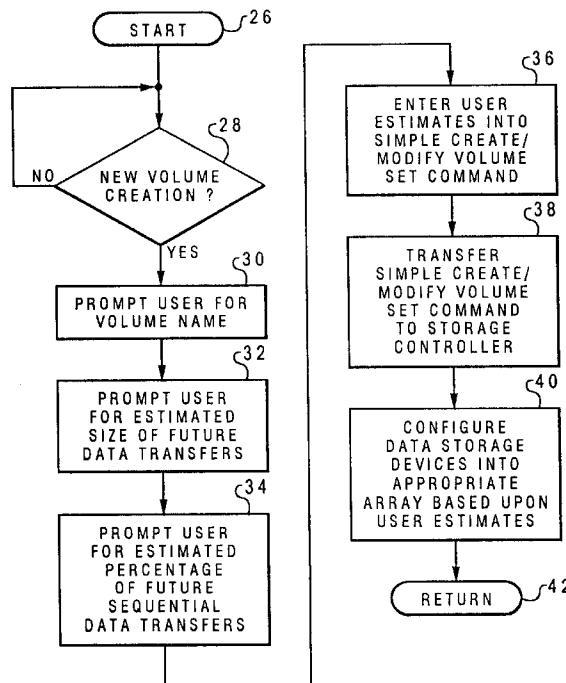 START
26
28
NEW VOLUME
CREATION ?
NO
YES
30
PROMPT USER FOR
VOLUME NAME
32
PROMPT USER
FOR ESTIMATED
SIZE OF FUTURE
DATA TRANSFERS
34
PROMPT USER
FOR ESTIMATED
PERCENTAGE
OF FUTURE
SEQUENTIAL
DATA TRANSFERS
36
ENTER USER
ESTIMATES INTO
SIMPLE CREATE/
MODIFY VOLUME
SET COMMAND
38
TRANSFER
SIMPLE CREATE/
MODIFY VOLUME
SET COMMAND
TO STORAGE
CONTROLLER
40
CONFIGURE
DATA STORAGE
DEVICES INTO
APPROPRIATE
ARRAY BASED UPON
USER ESTIMATES
RETURN
42